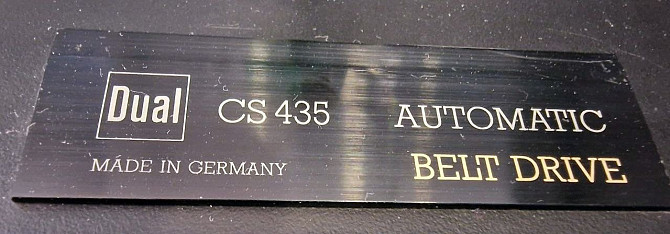 Dual CS 435 AUTOMATIC
MADE IN GERMANY BELT DRIVE